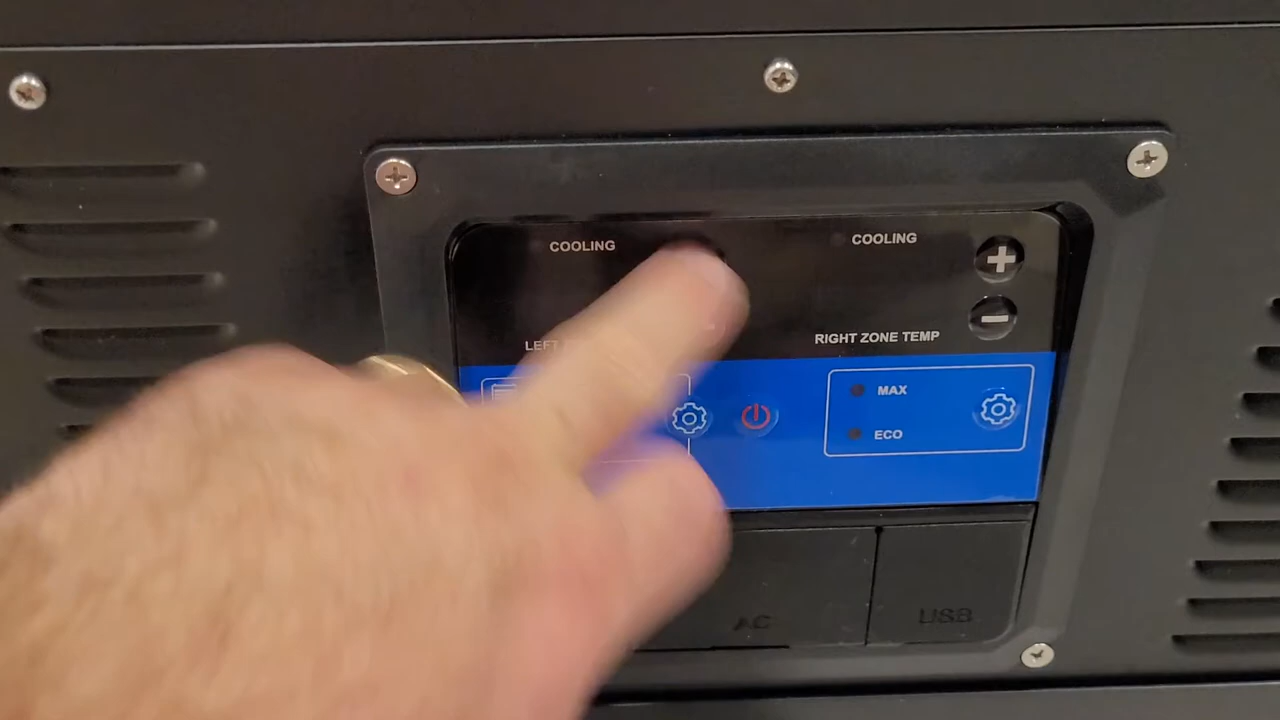 COOLING
COOLING
LEFT
RIGHT ZONE TEMP
MAX
ECO
AC
USB